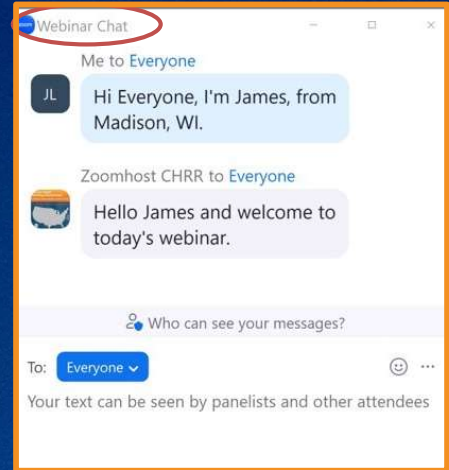 Webinar Chat
Me to Everyone
JL
Hi Everyone, I'm James, from
Madison, WI.
Zoomhost CHRR to Everyone
Hello James and welcome to
today's webinar.
Who can see your messages?
To: Everyone
Your text can be seen by panelists and other attendees